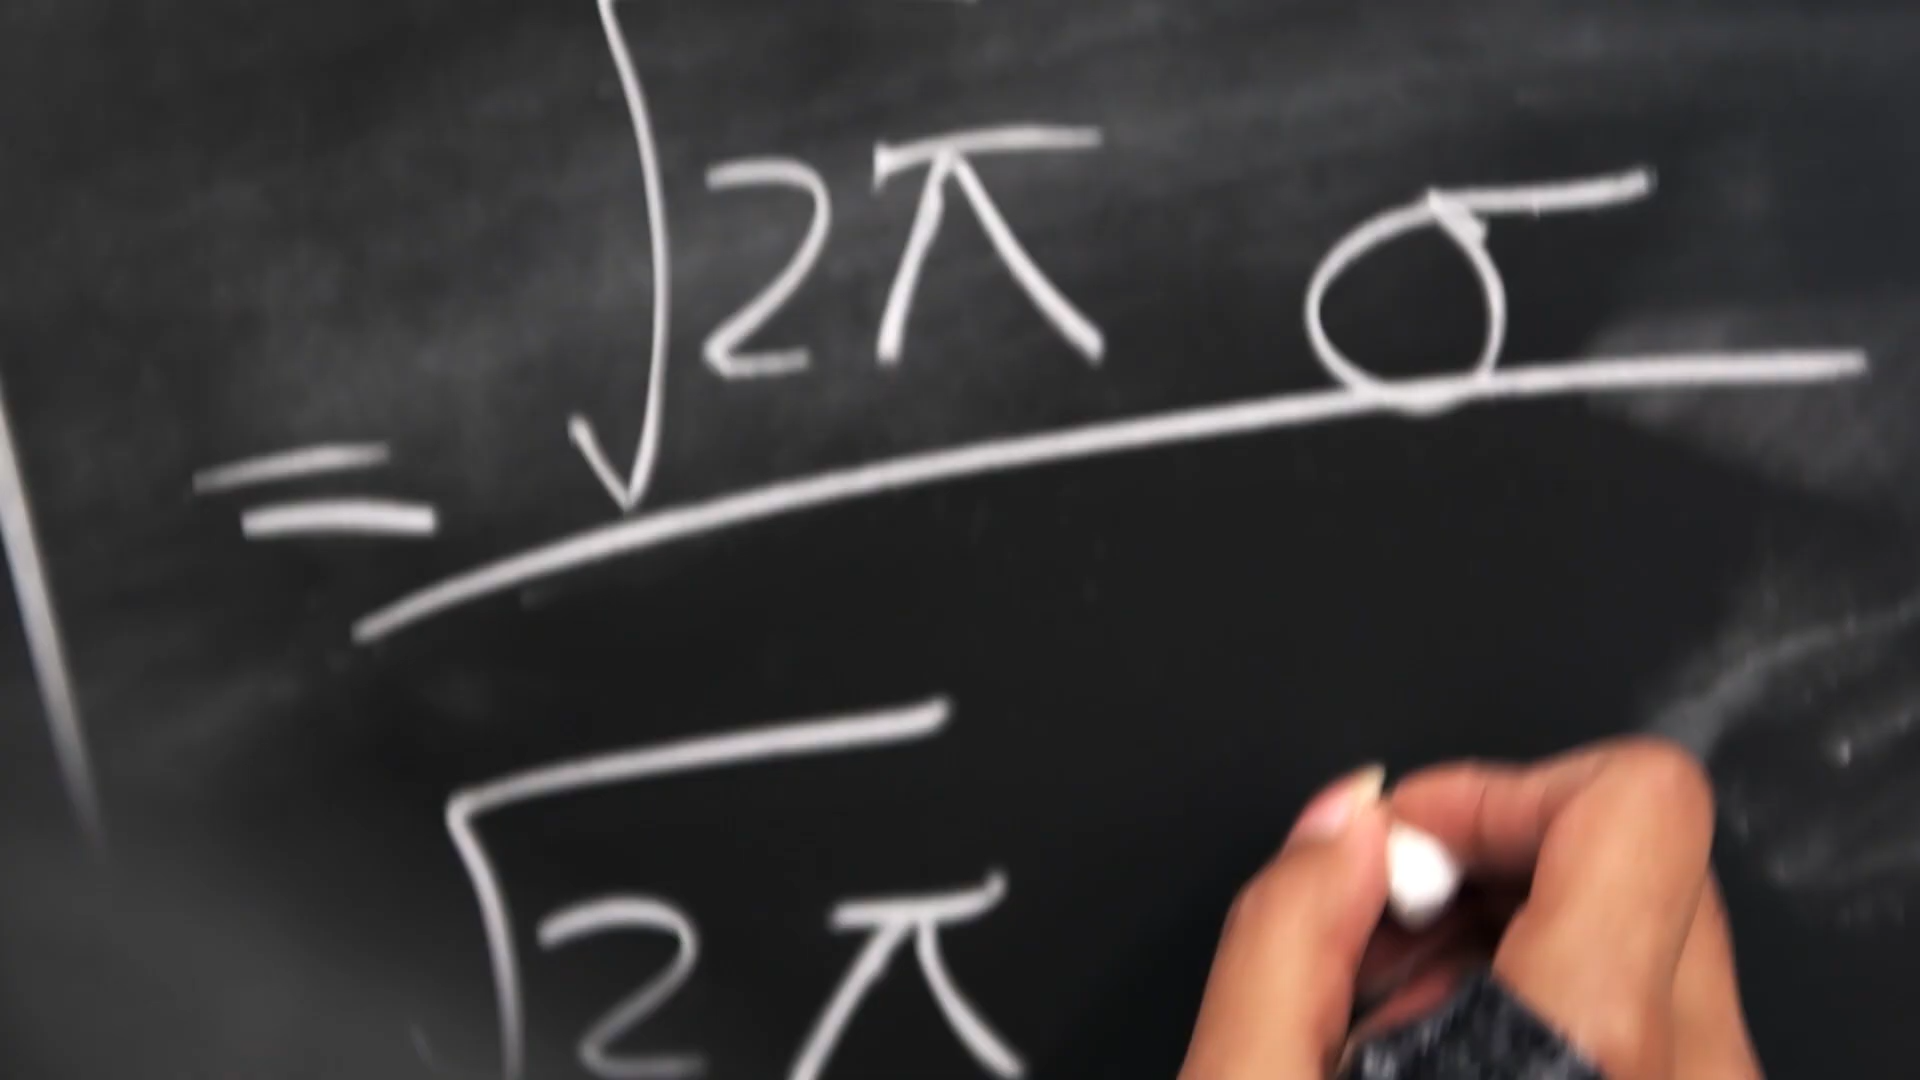 = √2π σ
√2π